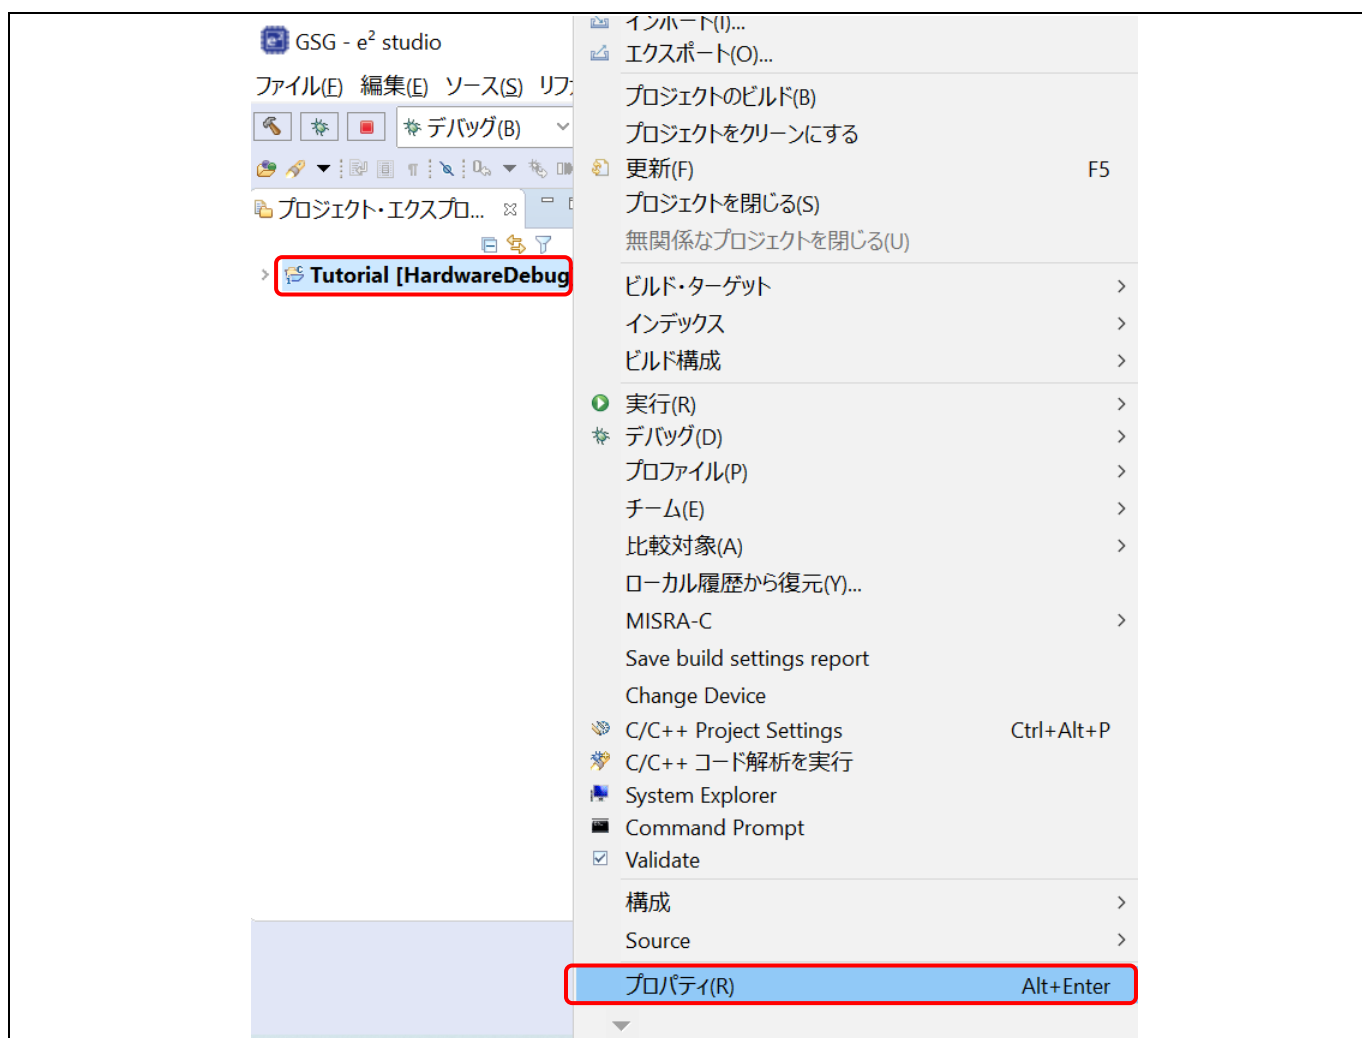 GSG - e² studio
ファイル(F) 編集(E) ソース(S) リファ
デバッグ(B)
プロジェクト・エクスプロ...
Tutorial [HardwareDebug
インポート(I)...
エクスポート(O)...
プロジェクトのビルド(B)
プロジェクトをクリーンにする
更新(F) F5
プロジェクトを閉じる(S)
無関係なプロジェクトを閉じる(U)
ビルド・ターゲット
インデックス
ビルド構成
実行(R)
デバッグ(D)
プロファイル(P)
チーム(E)
比較対象(A)
ローカル履歴から復元(Y)...
MISRA-C
Save build settings report
Change Device
C/C++ Project Settings Ctrl+Alt+P
C/C++ コード解析を実行
System Explorer
Command Prompt
Validate
構成
Source
プロパティ(R) Alt+Enter